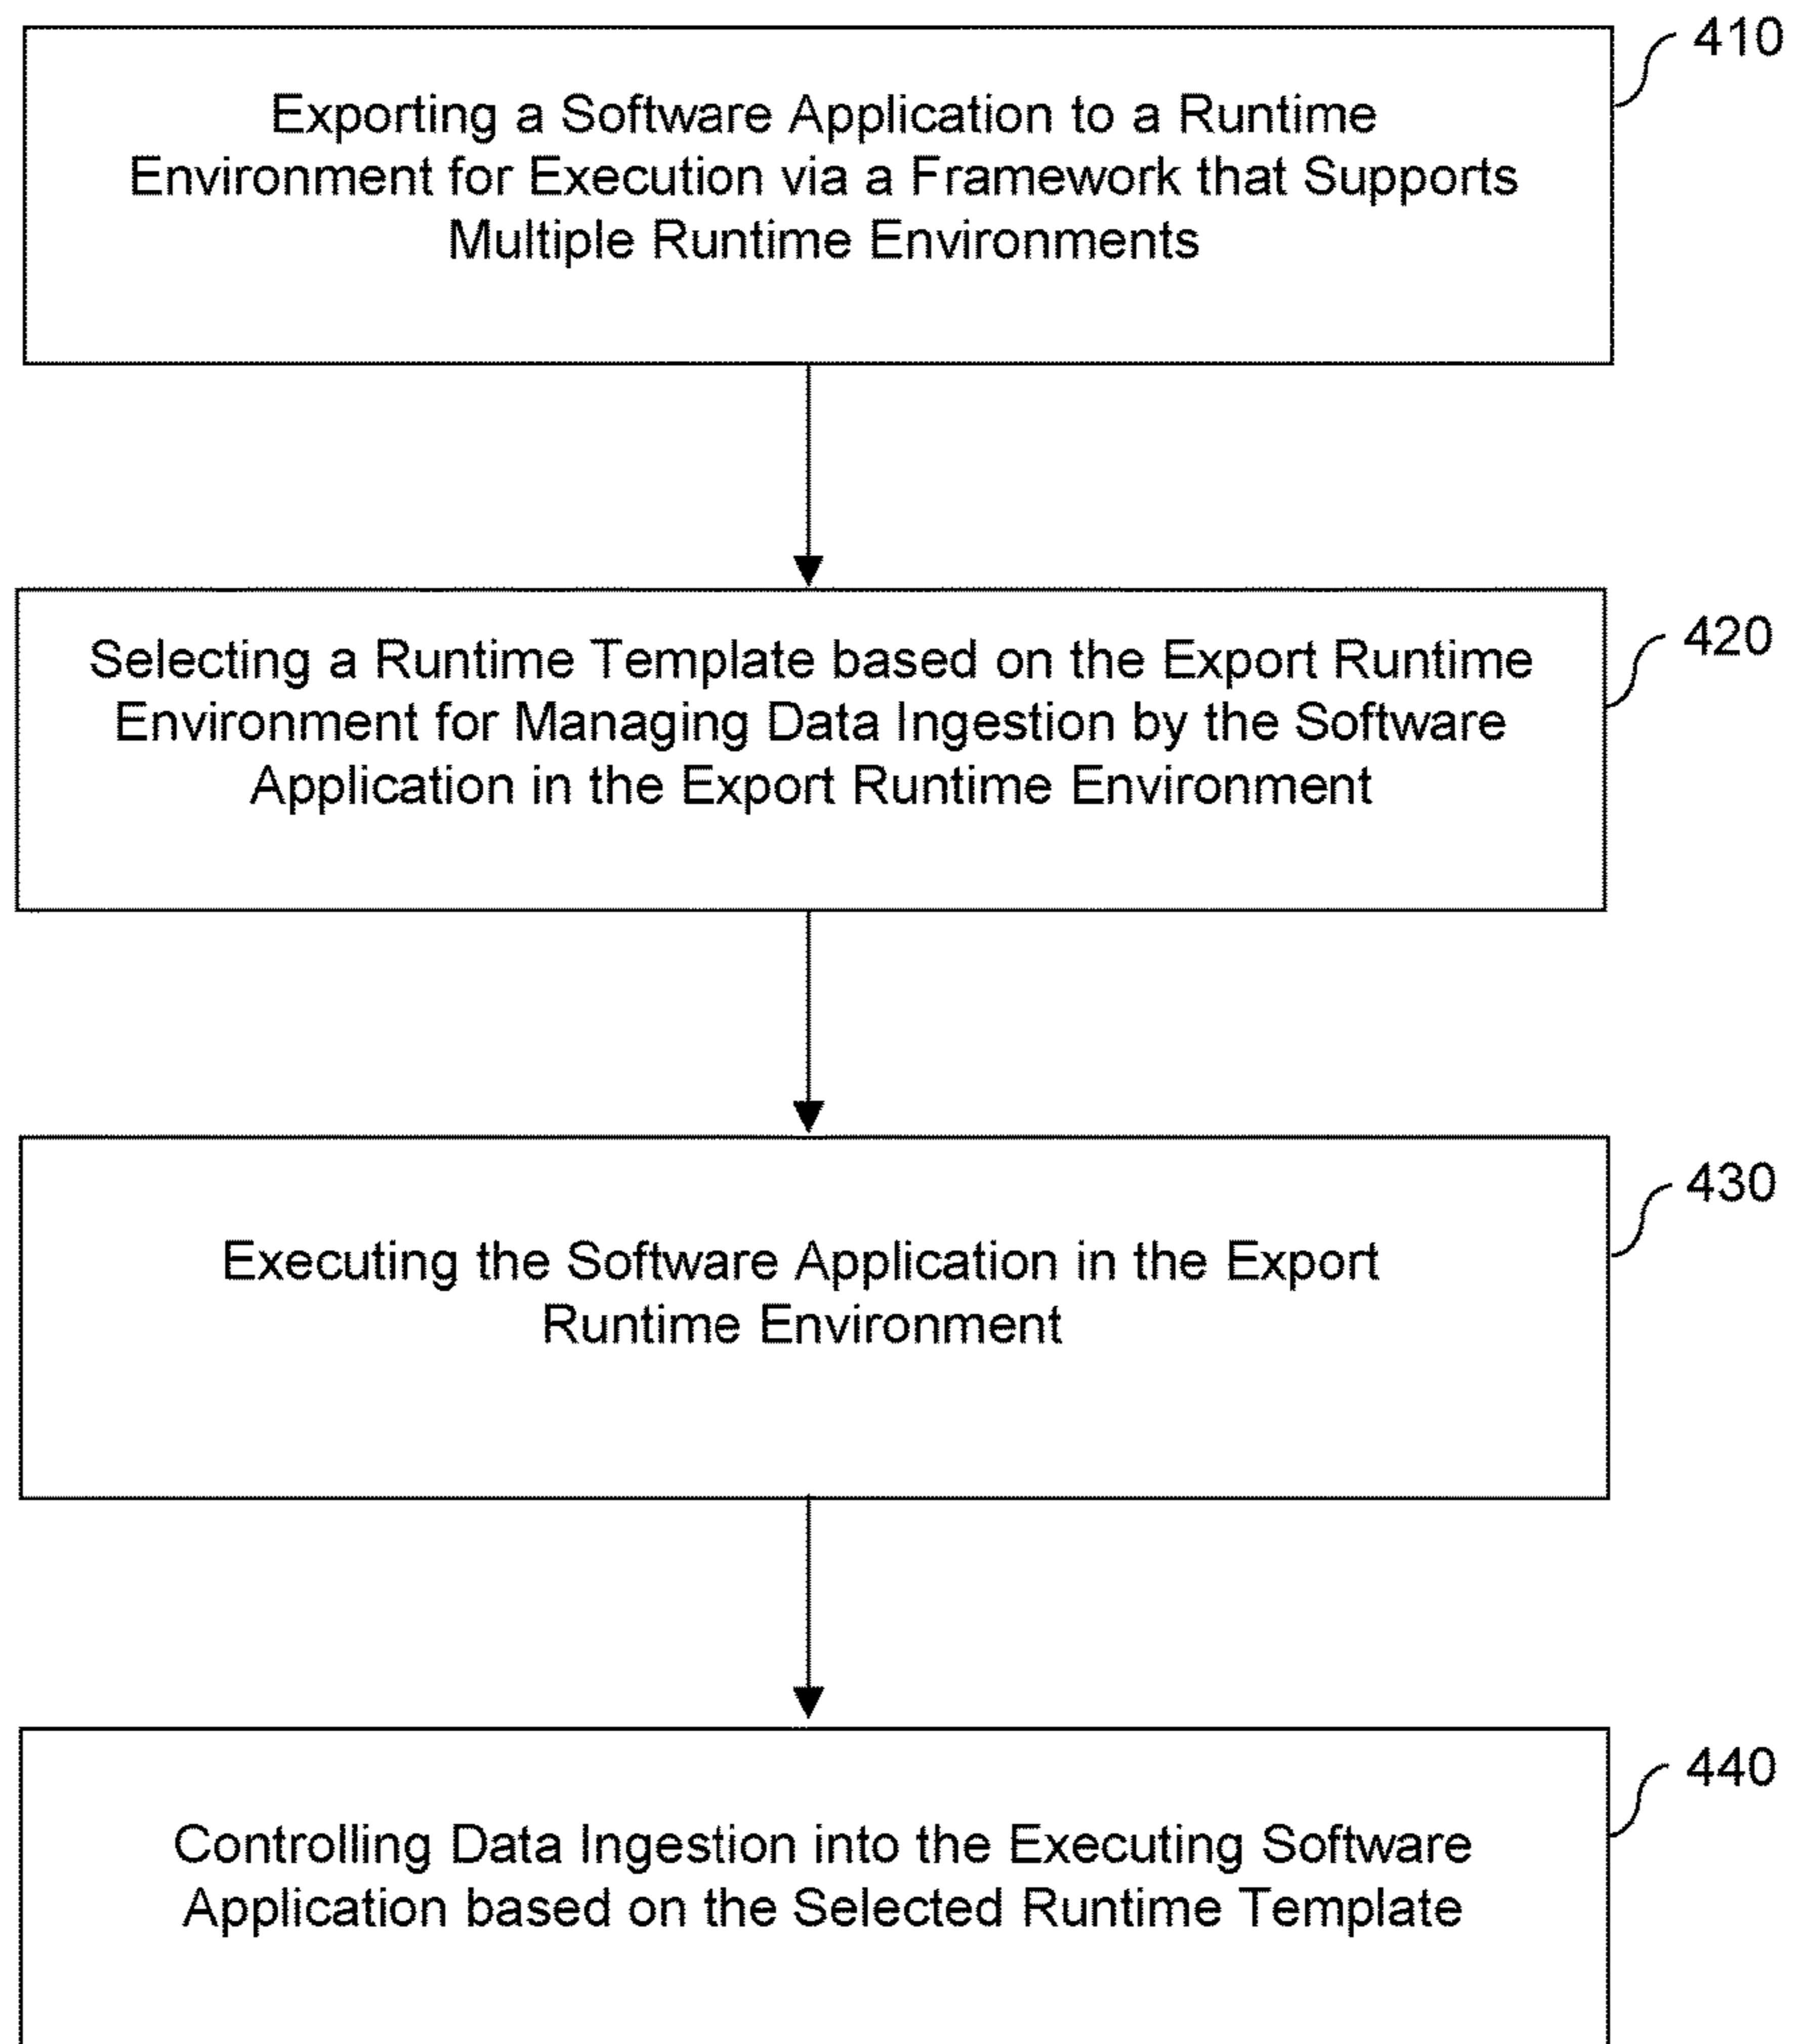 410
Exporting a Software Application to a Runtime
Environment for Execution via a Framework that Supports
Multiple Runtime Environments
420
Selecting a Runtime Template based on the Export Runtime
Environment for Managing Data Ingestion by the Software
Application in the Export Runtime Environment
430
Executing the Software Application in the Export
Runtime Environment
440
Controlling Data Ingestion into the Executing Software
Application based on the Selected Runtime Template